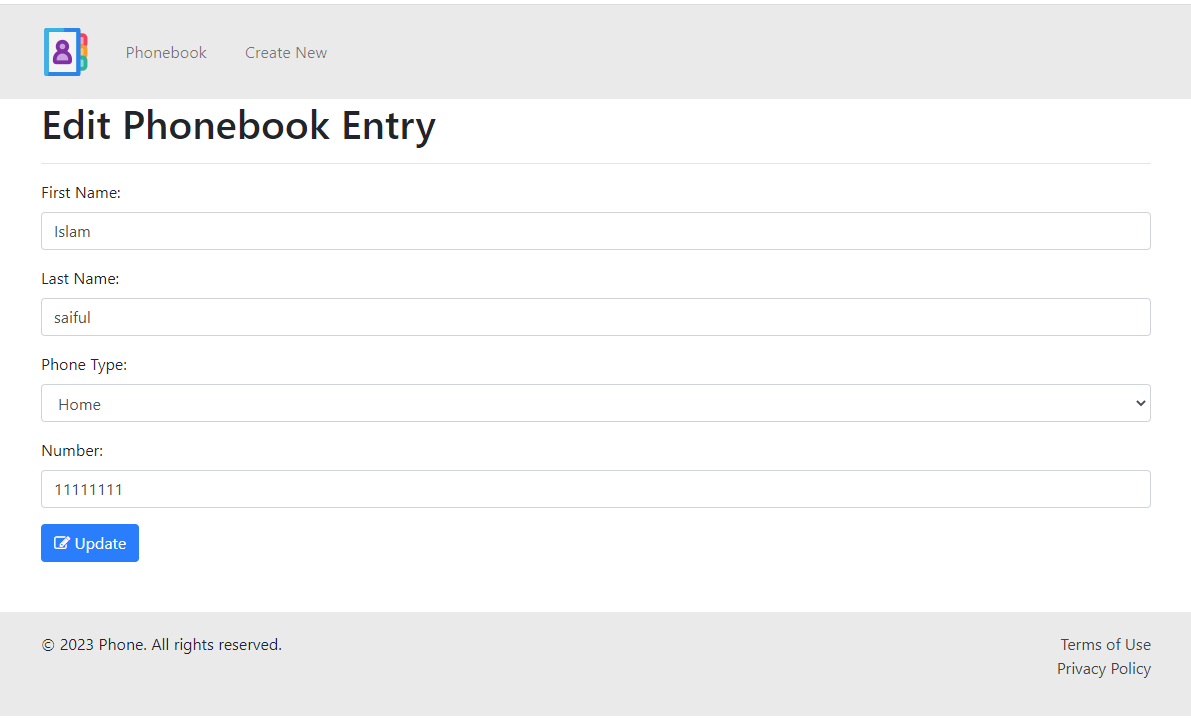 Phonebook Create New
Edit Phonebook Entry
First Name:
Islam
Last Name:
saiful
Phone Type:
Home
Number:
11111111
Update
© 2023 Phone. All rights reserved.
Terms of Use
Privacy Policy